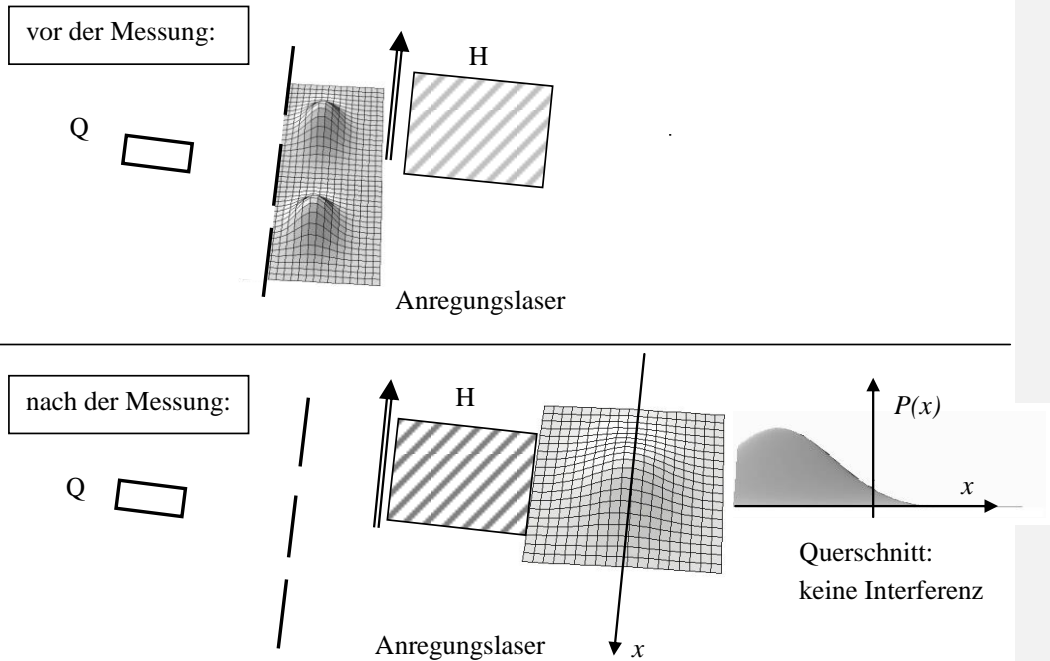 vor der Messung:
H
Q
Anregungslaser
nach der Messung:
H
P(x)
Q
x
Querschnitt:
keine Interferenz
Anregungslaser
x